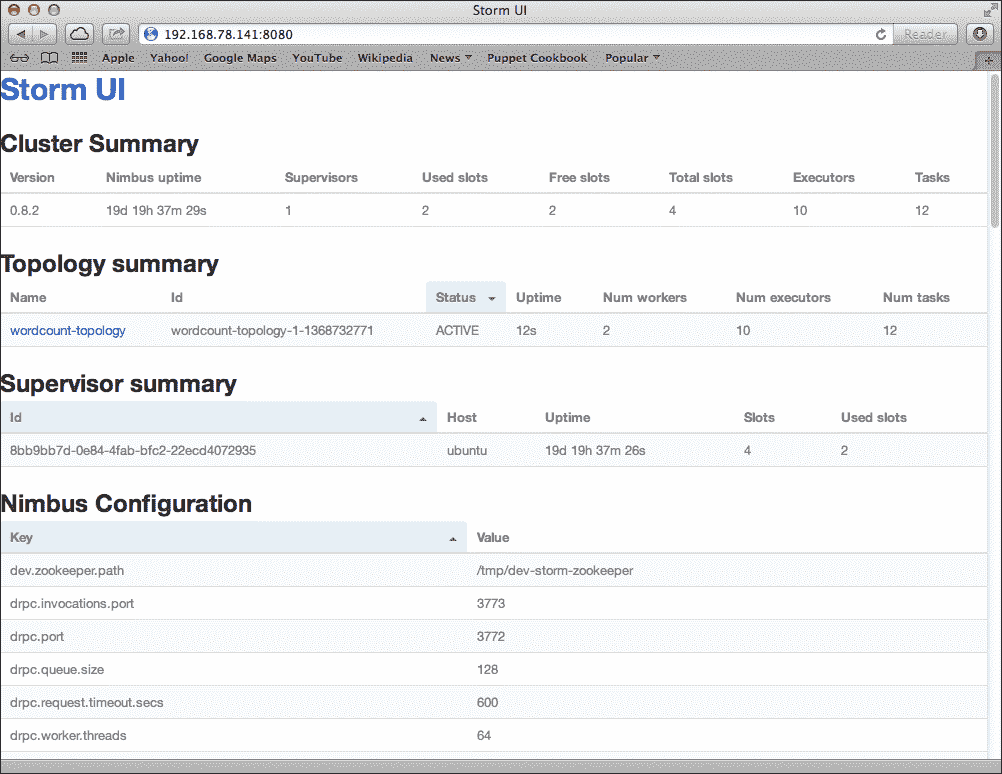 Storm UI
192.168.78.141:8080
Reader
Apple Yahoo! Google Maps YouTube Wikipedia News Puppet Cookbook Popular
Storm UI
Cluster Summary
Version Nimbus uptime Supervisors Used slots Free slots Total slots Executors Tasks
0.8.2 19d 19h 37m 29s 1 2 2 4 10 12
Topology summary
Name Id Status Uptime Num workers Num executors Num tasks
wordcount-topology wordcount-topology-1-1368732771 ACTIVE 12s 2 10 12
Supervisor summary
Id Host Uptime Slots Used slots
8bb9bb7d-0e84-4fab-bfc2-22ecd4072935 ubuntu 19d 19h 37m 26s 4 2
Nimbus Configuration
Key Value
dev.zookeeper.path /tmp/dev-storm-zookeeper
drpc.invocations.port 3773
drpc.port 3772
drpc.queue.size 128
drpc.request.timeout.secs 600
drpc.worker.threads 64